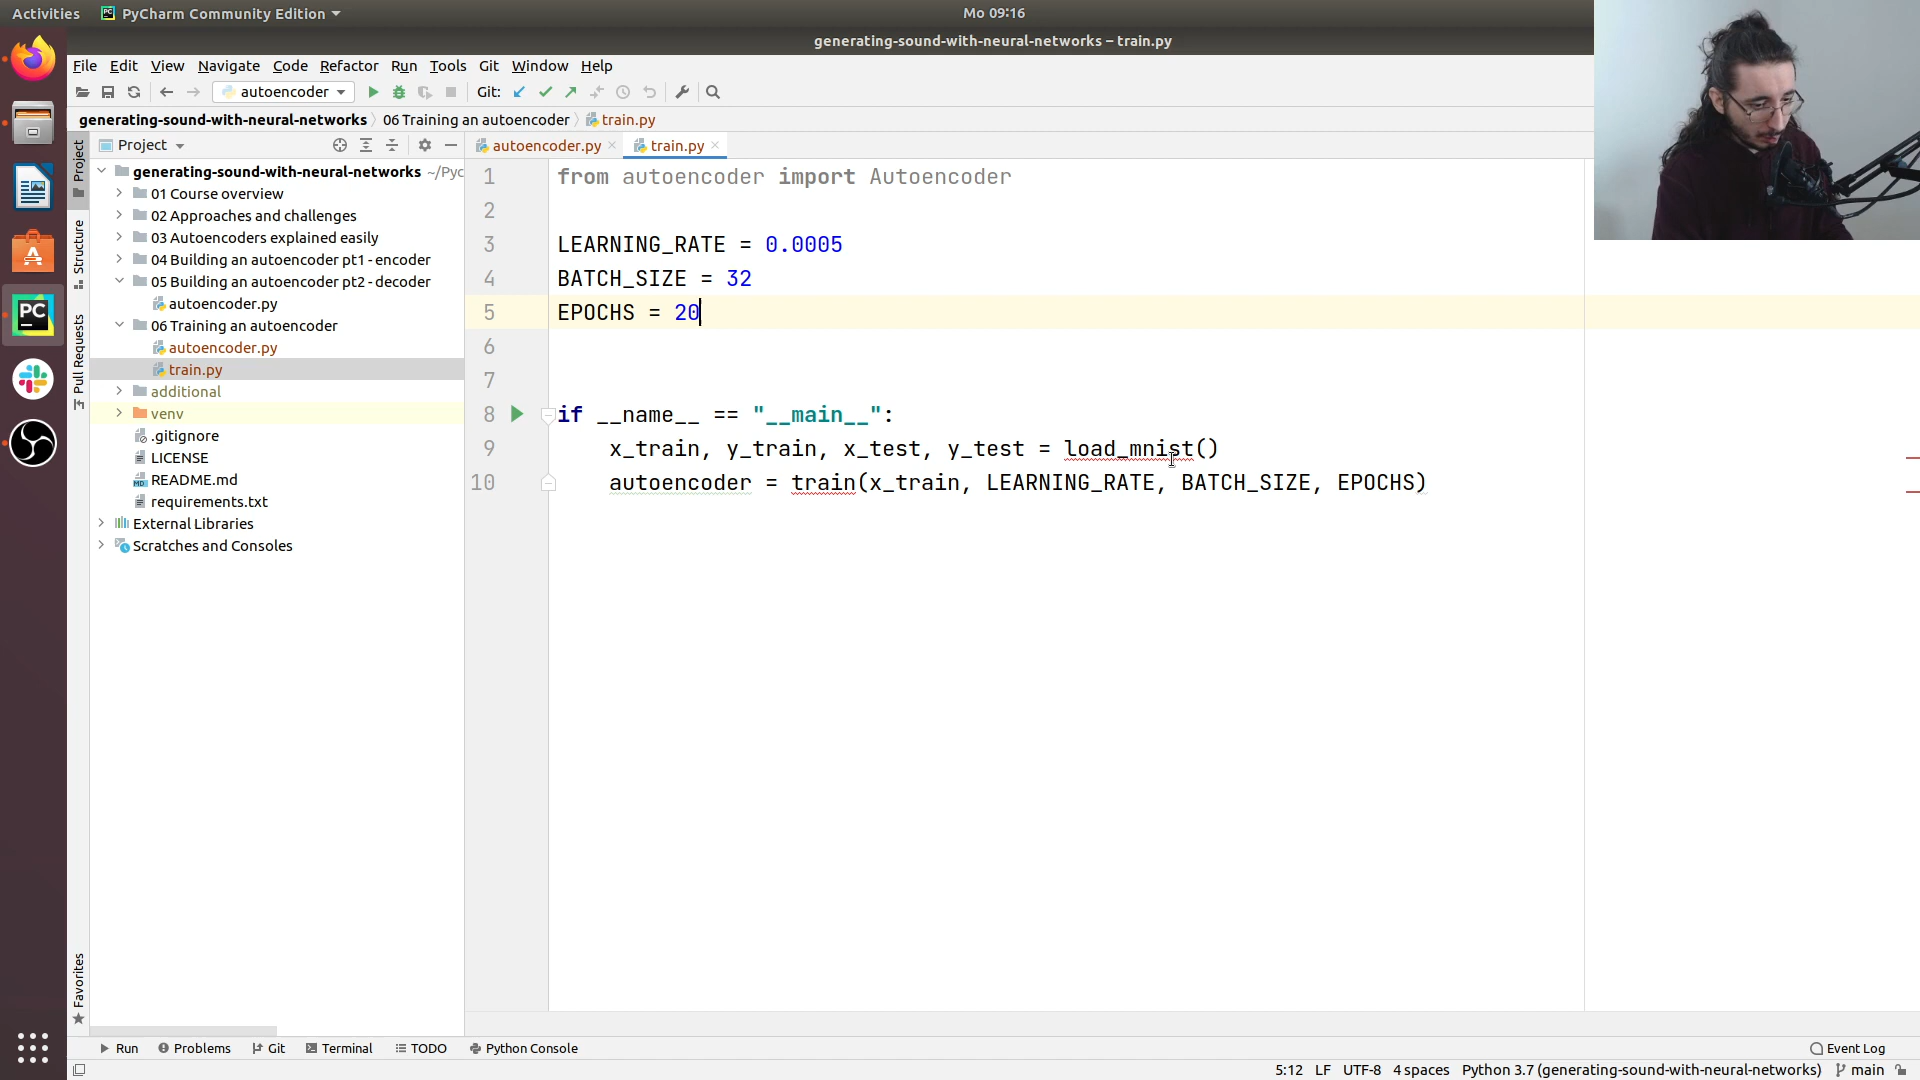 Activities PyCharm Community Edition Mo 09:16
generating-sound-with-neural-networks – train.py
File Edit View Navigate Code Refactor Run Tools Git Window Help
autoencoder Git:
generating-sound-with-neural-networks 06 Training an autoencoder train.py
Project autoencoder.py train.py
generating-sound-with-neural-networks ~/Pyc
01 Course overview
02 Approaches and challenges
03 Autoencoders explained easily
04 Building an autoencoder pt1 - encoder
05 Building an autoencoder pt2 - decoder
autoencoder.py
06 Training an autoencoder
autoencoder.py
train.py
additional
venv
.gitignore
LICENSE
README.md
requirements.txt
External Libraries
Scratches and Consoles
Project
Structure
Pull Requests
Favorites
1 from autoencoder import Autoencoder
2
3 LEARNING_RATE = 0.0005
4 BATCH_SIZE = 32
5 EPOCHS = 20
6
7
8 if __name__ == "__main__":
9 x_train, y_train, x_test, y_test = load_mnist()
10 autoencoder = train(x_train, LEARNING_RATE, BATCH_SIZE, EPOCHS)
Run Problems Git Terminal TODO Python Console Event Log
5:12 LF UTF-8 4 spaces Python 3.7 (generating-sound-with-neural-networks) main